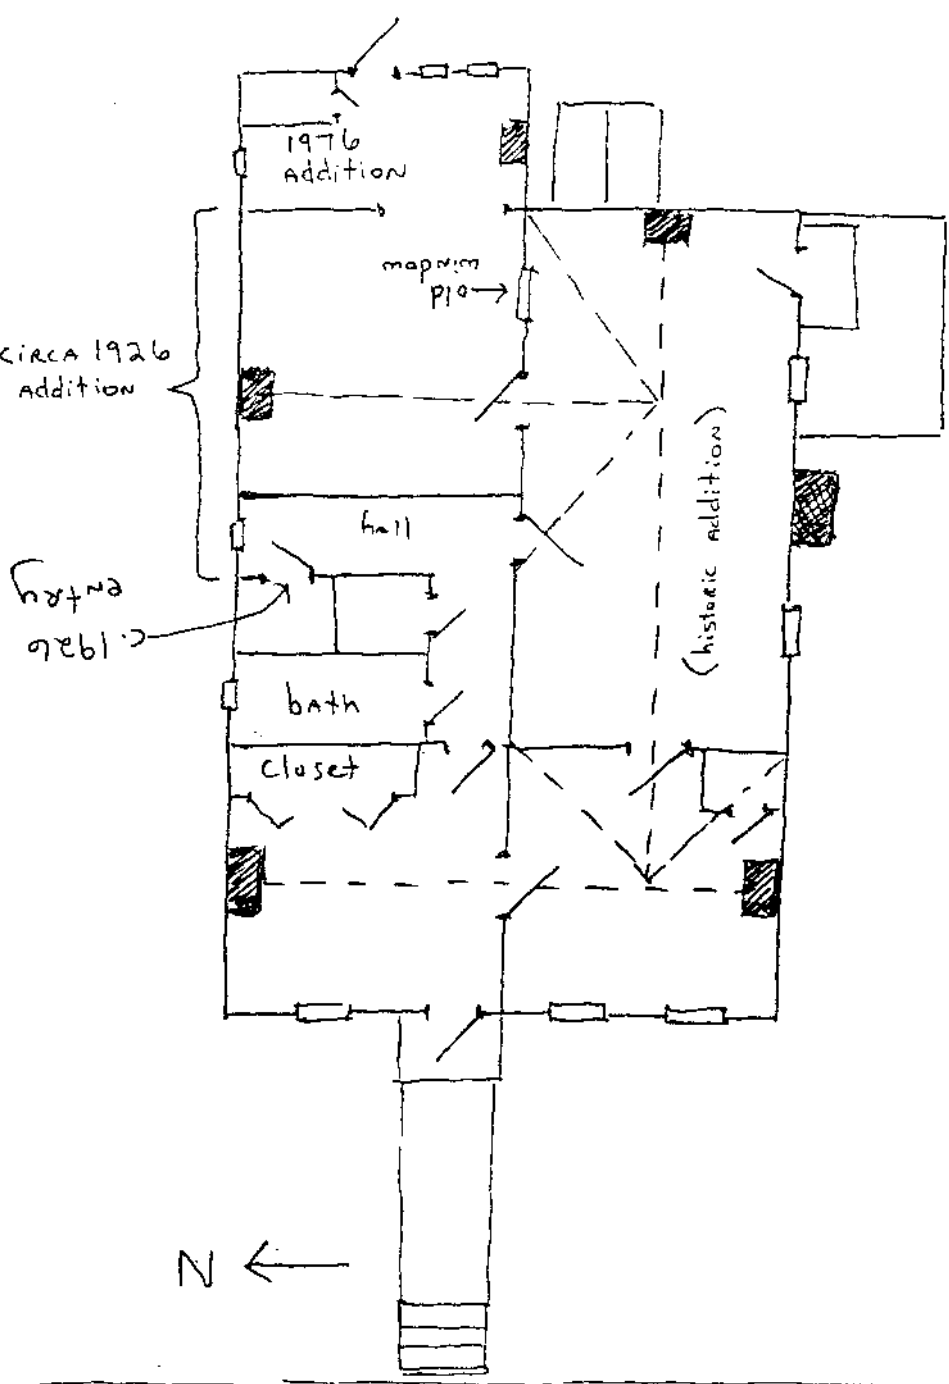 1976
Addition
old
window
CIRCA 1926
Addition
(historic addition)
hall
c. 1926
entry
bath
closet
N